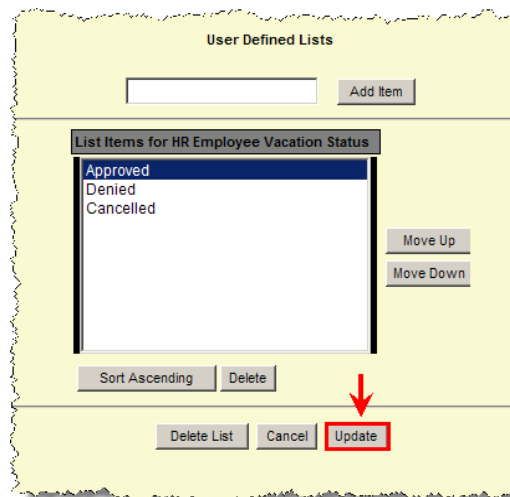 User Defined Lists
Add Item
List Items for HR Employee Vacation Status
Approved
Denied
Cancelled
Move Up
Move Down
Sort Ascending Delete
Delete List Cancel Update